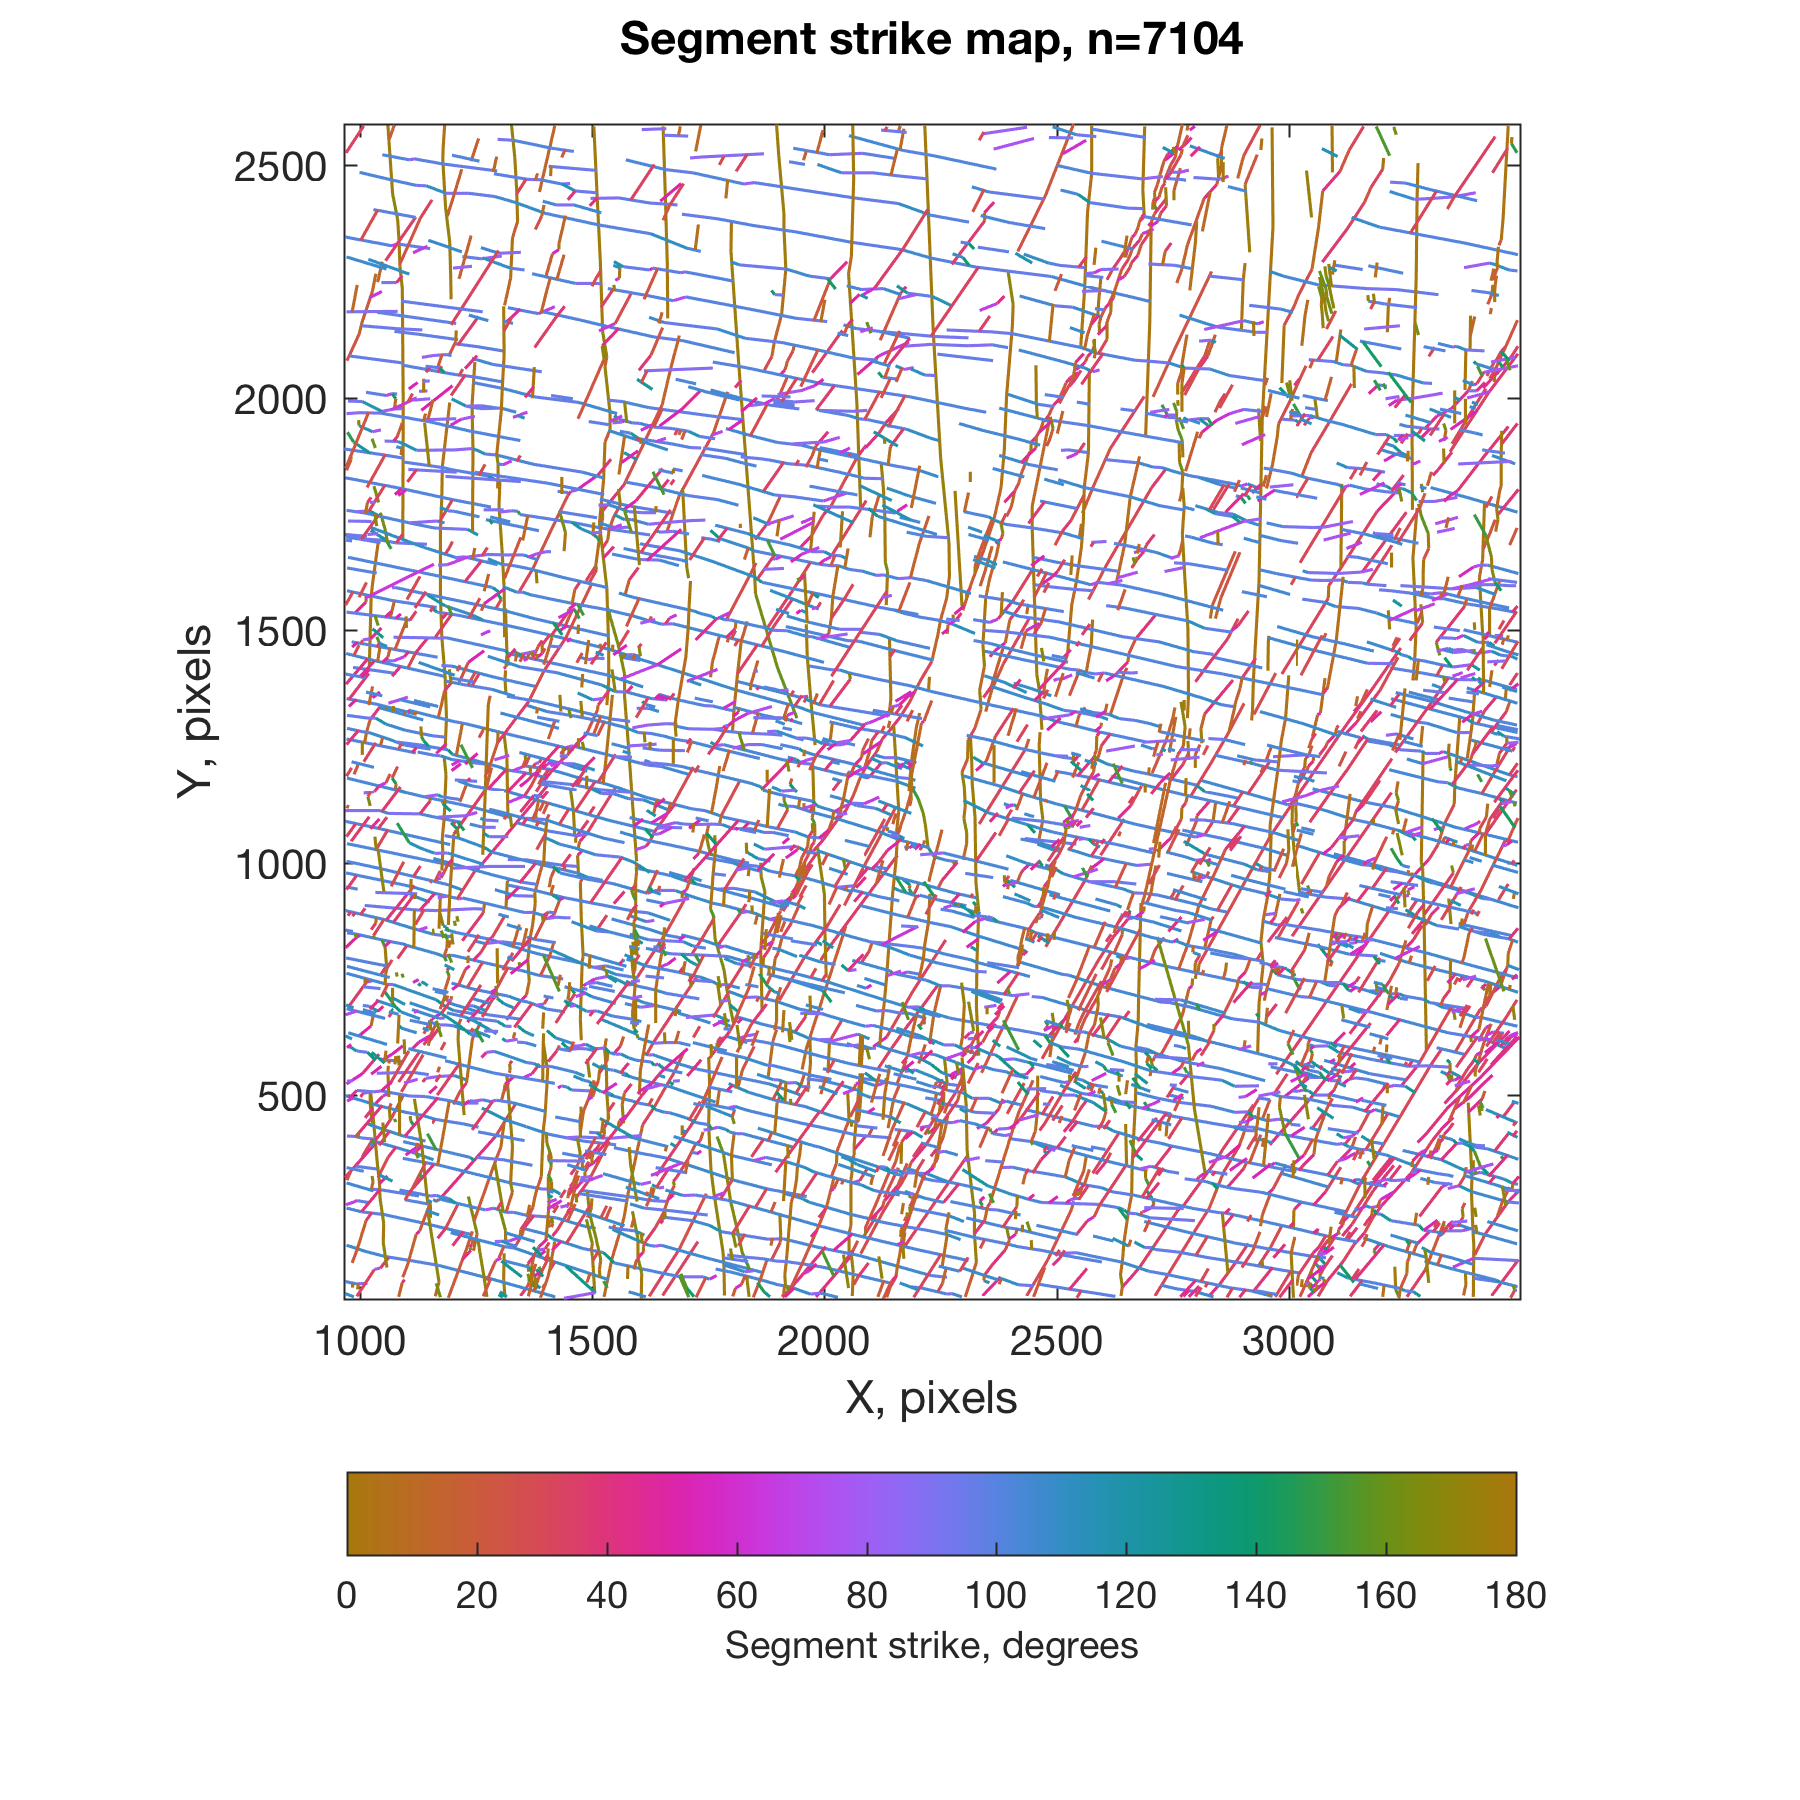 Segment strike map, n=7104
2500
2000
1500
1000
500
Y, pixels
1000 1500 2000 2500 3000
X, pixels
0 20 40 60 80 100 120 140 160 180
Segment strike, degrees